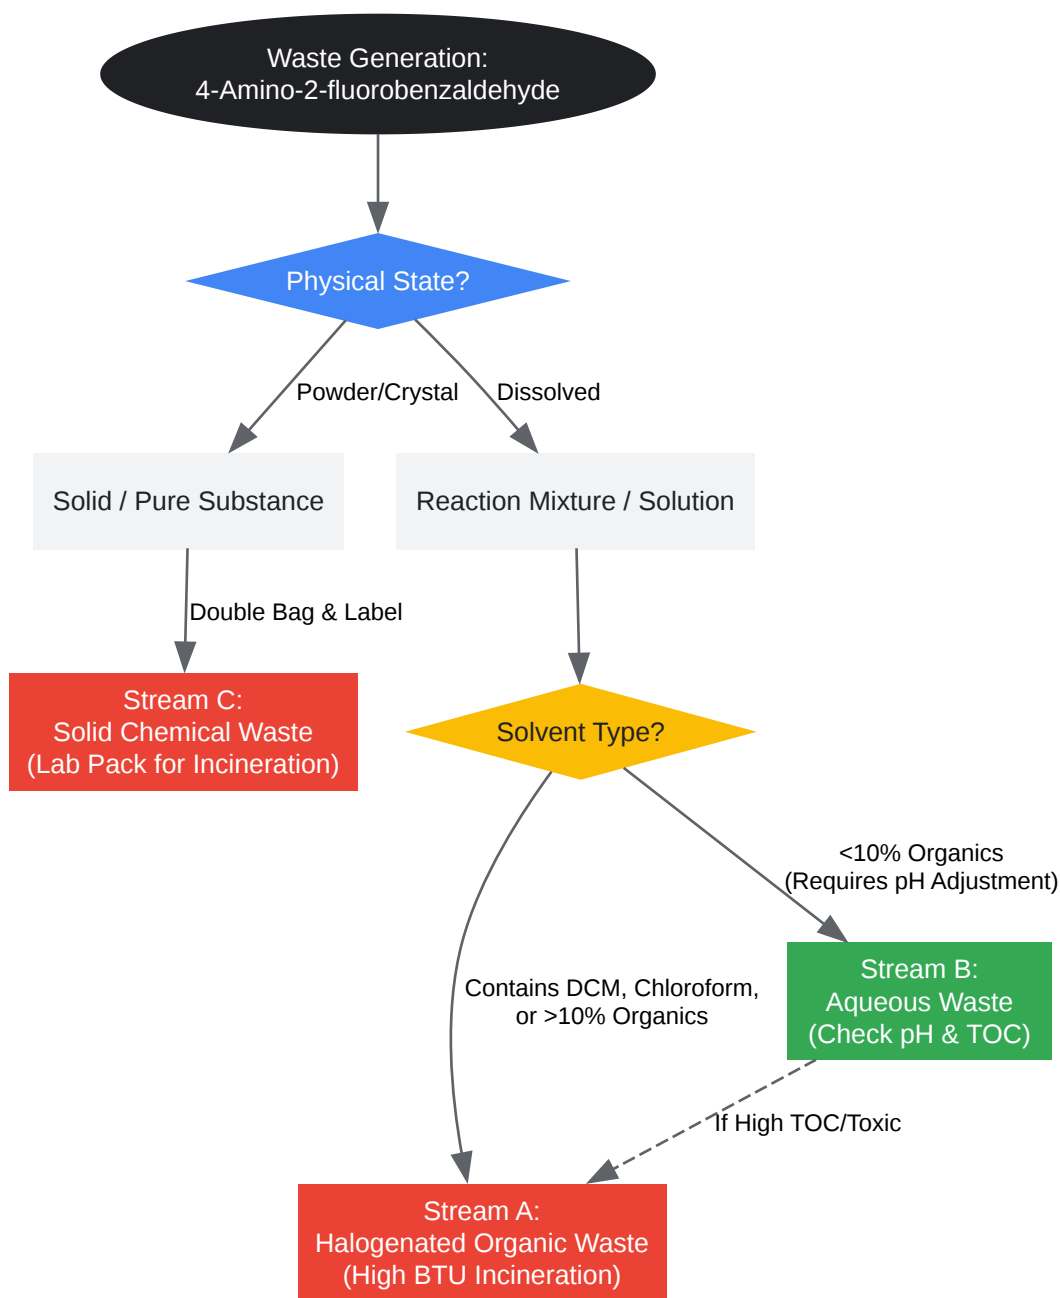 Waste Generation:
4-Amino-2-fluorobenzaldehyde
Physical State?
Powder/Crystal
Dissolved
Solid / Pure Substance
Reaction Mixture / Solution
Double Bag & Label
Stream C:
Solid Chemical Waste
(Lab Pack for Incineration)
Solvent Type?
<10% Organics
(Requires pH Adjustment)
Contains DCM, Chloroform,
or >10% Organics
Stream B:
Aqueous Waste
(Check pH & TOC)
If High TOC/Toxic
Stream A:
Halogenated Organic Waste
(High BTU Incineration)